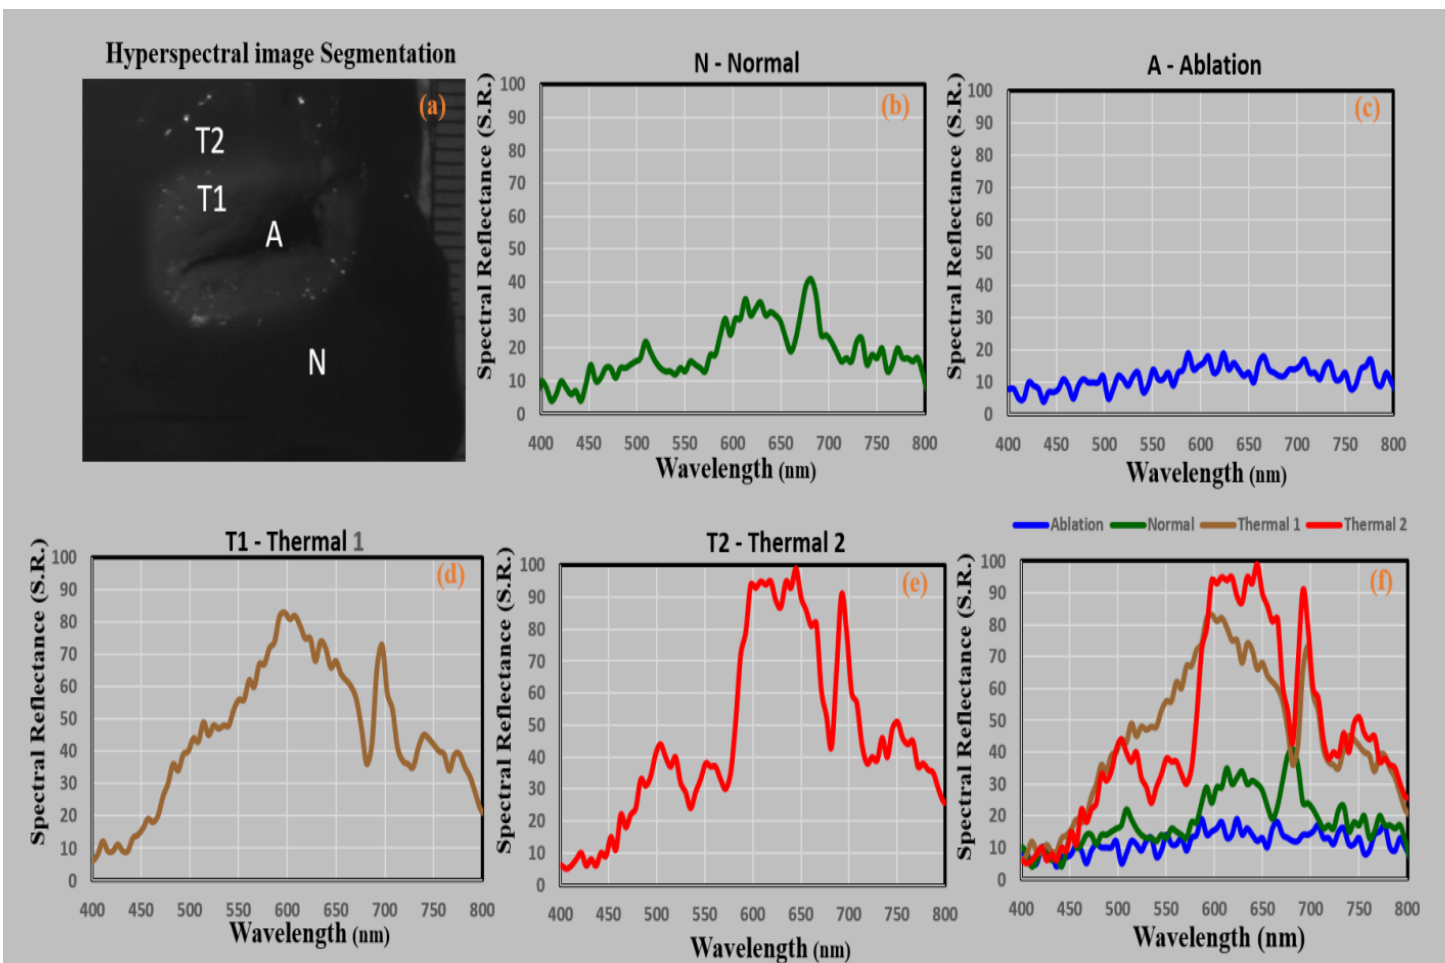 Hyperspectral image Segmentation
(a)
T2
T1
A
N
N - Normal
(b)
Spectral Reflectance (S.R.)
100
90
80
70
60
50
40
30
20
10
0
400 450 500 550 600 650 700 750 800
Wavelength (nm)
A - Ablation
(c)
Spectral Reflectance (S.R.)
100
90
80
70
60
50
40
30
20
10
0
400 450 500 550 600 650 700 750 800
Wavelength (nm)
T1 - Thermal 1
(d)
Spectral Reflectance (S.R.)
100
90
80
70
60
50
40
30
20
10
0
400 450 500 550 600 650 700 750 800
Wavelength (nm)
T2 - Thermal 2
(e)
Spectral Reflectance (S.R.)
100
90
80
70
60
50
40
30
20
10
0
400 450 500 550 600 650 700 750 800
Wavelength (nm)
Ablation Normal Thermal 1 Thermal 2
(f)
Spectral Reflectance (S.R.)
100
90
80
70
60
50
40
30
20
10
0
400 450 500 550 600 650 700 750 800
Wavelength (nm)